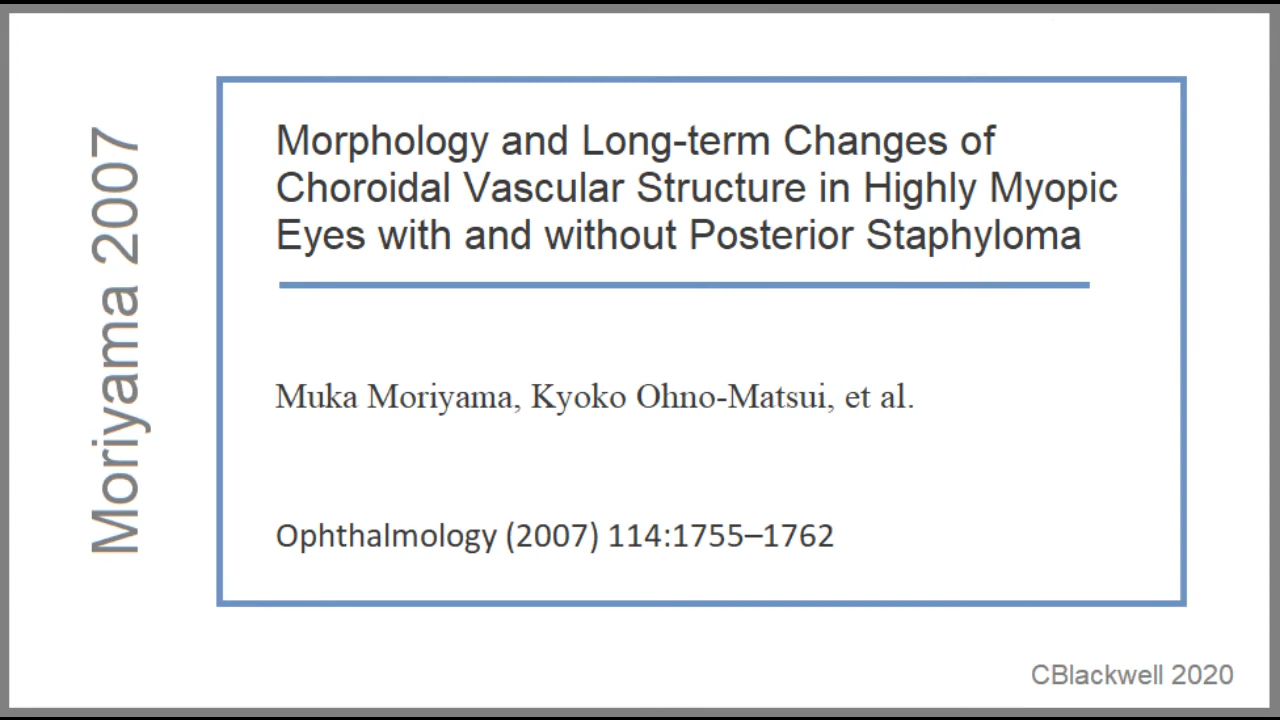 Moriyama 2007
Morphology and Long-term Changes of
Choroidal Vascular Structure in Highly Myopic
Eyes with and without Posterior Staphyloma
Muka Moriyama, Kyoko Ohno-Matsui, et al.
Ophthalmology (2007) 114:1755–1762
CBlackwell 2020